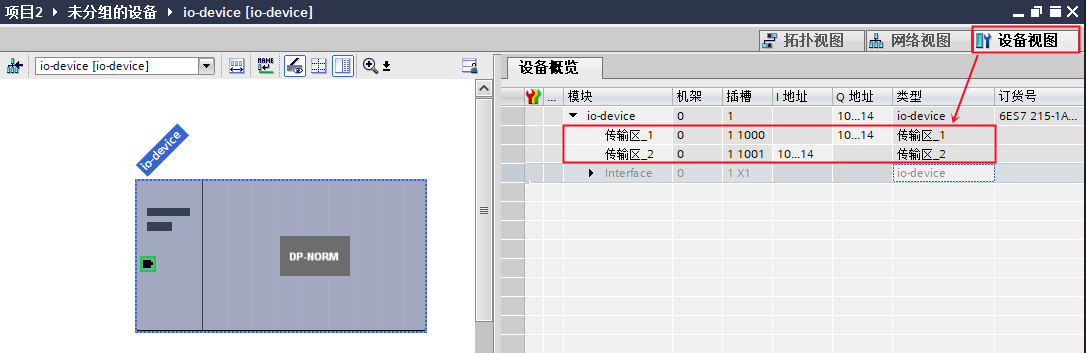 项目2 ▸ 未分组的设备 ▸ io-device [io-device]
拓扑视图 网络视图 设备视图
io-device [io-device] NAME
设备概览
... 模块 机架 插槽 I 地址 Q 地址 类型 订货号
io-device 0 1 10...14 io-device 6ES7 215-1A...
传输区_1 0 1 1000 10...14 传输区_1
传输区_2 0 1 1001 10...14 传输区_2
Interface 0 1 X1 io-device
io-device
DP-NORM